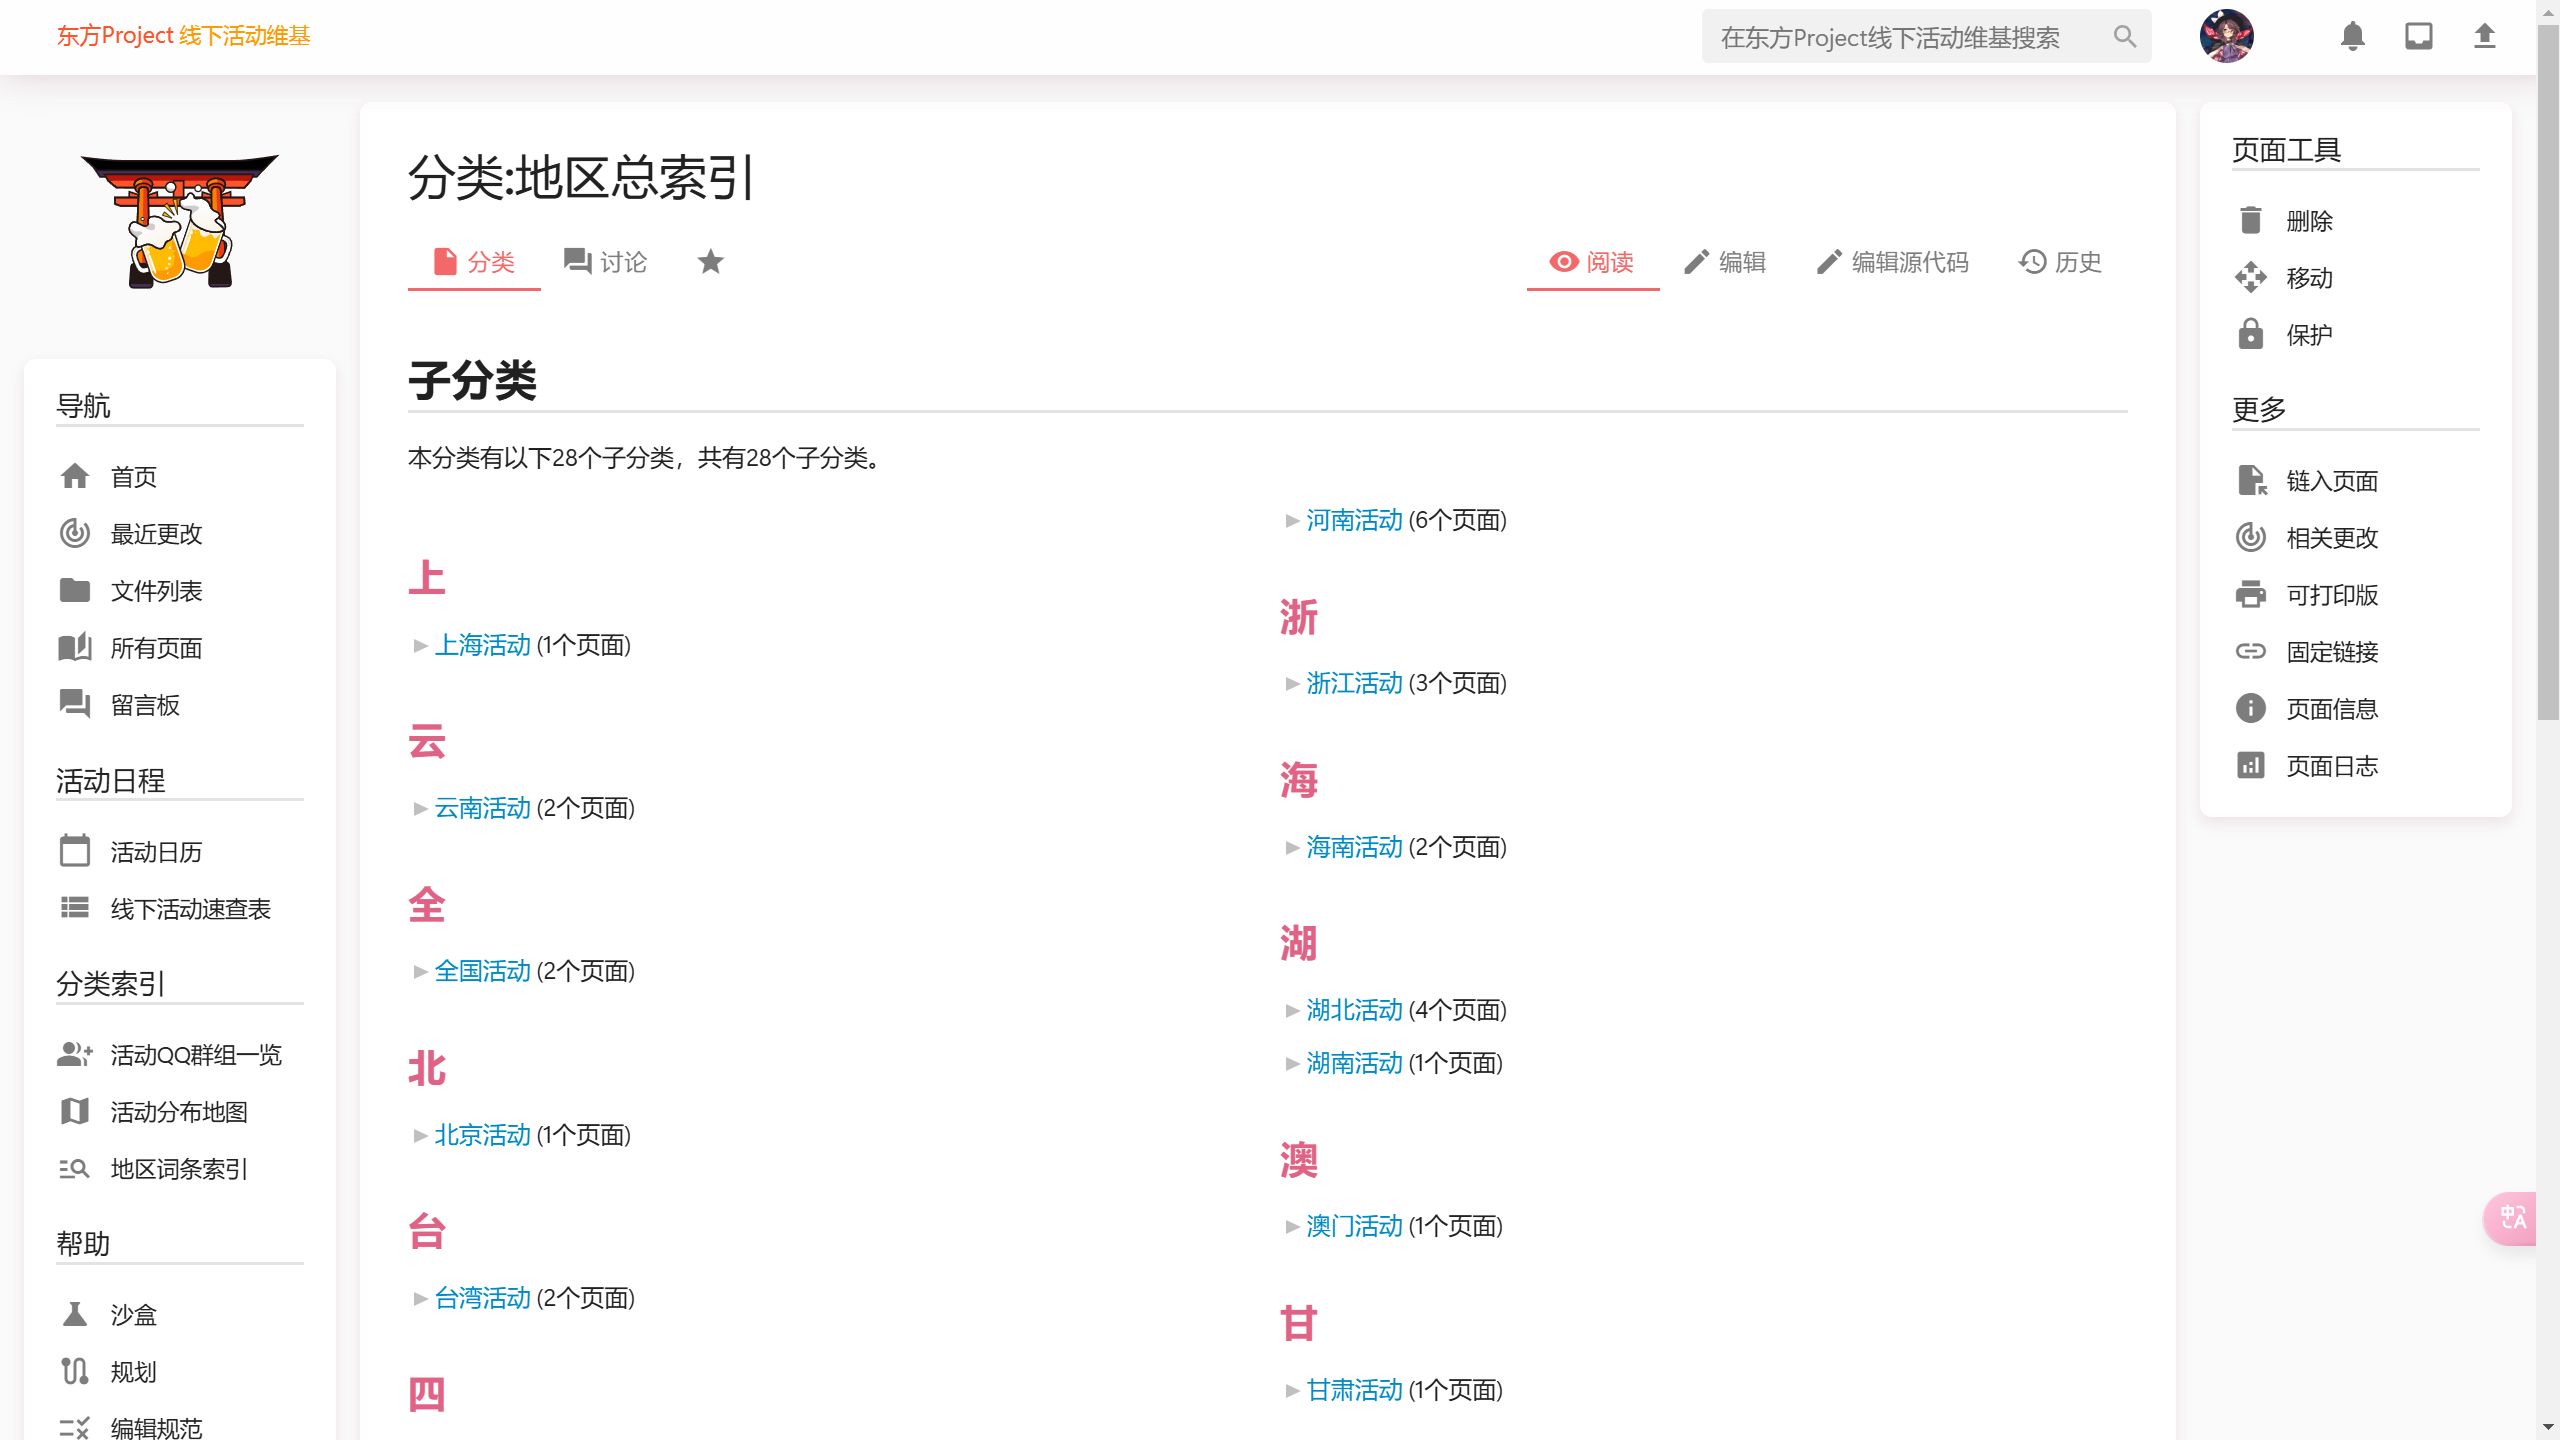 东方Project 线下活动维基
在东方Project线下活动维基搜索
导航
首页
最近更改
文件列表
所有页面
留言板
活动日程
活动日历
线下活动速查表
分类索引
活动QQ群组一览
活动分布地图
地区词条索引
帮助
沙盒
规划
编辑规范
分类:地区总索引
分类
讨论
阅读
编辑
编辑源代码
历史
子分类
本分类有以下28个子分类，共有28个子分类。
上
上海活动 (1个页面)
云
云南活动 (2个页面)
全
全国活动 (2个页面)
北
北京活动 (1个页面)
台
台湾活动 (2个页面)
四
河南活动 (6个页面)
浙
浙江活动 (3个页面)
海
海南活动 (2个页面)
湖
湖北活动 (4个页面)
湖南活动 (1个页面)
澳
澳门活动 (1个页面)
甘
甘肃活动 (1个页面)
页面工具
删除
移动
保护
更多
链入页面
相关更改
可打印版
固定链接
页面信息
页面日志